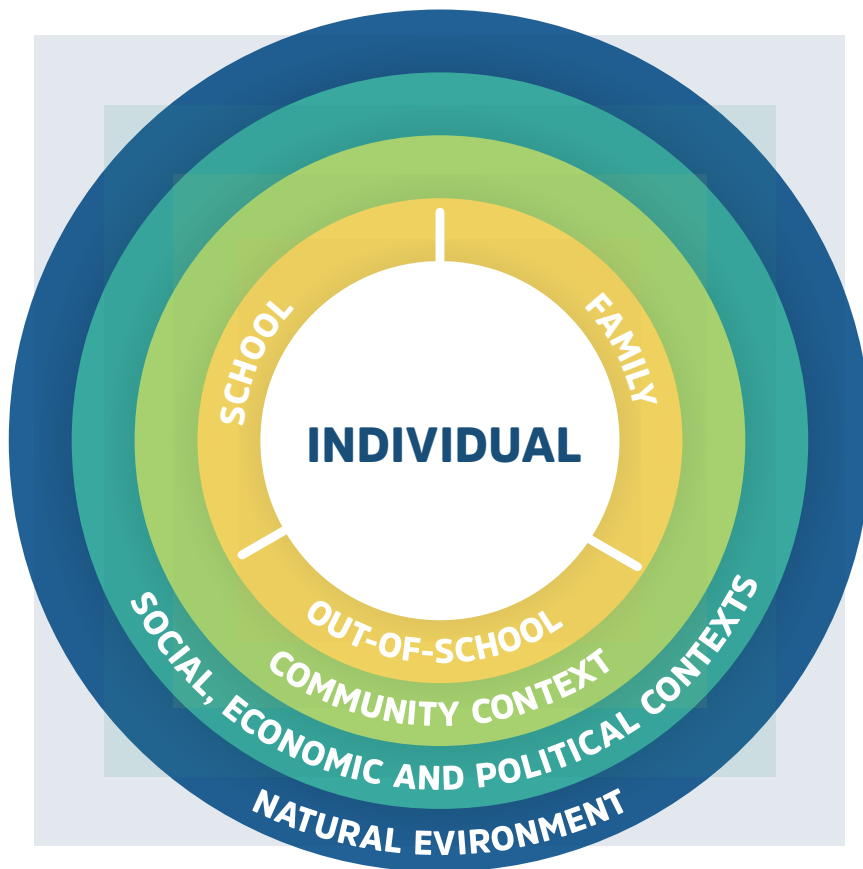 INDIVIDUAL
SCHOOL
FAMILY
OUT-OF-SCHOOL
COMMUNITY CONTEXT
SOCIAL, ECONOMIC AND POLITICAL CONTEXTS
NATURAL EVIRONMENT